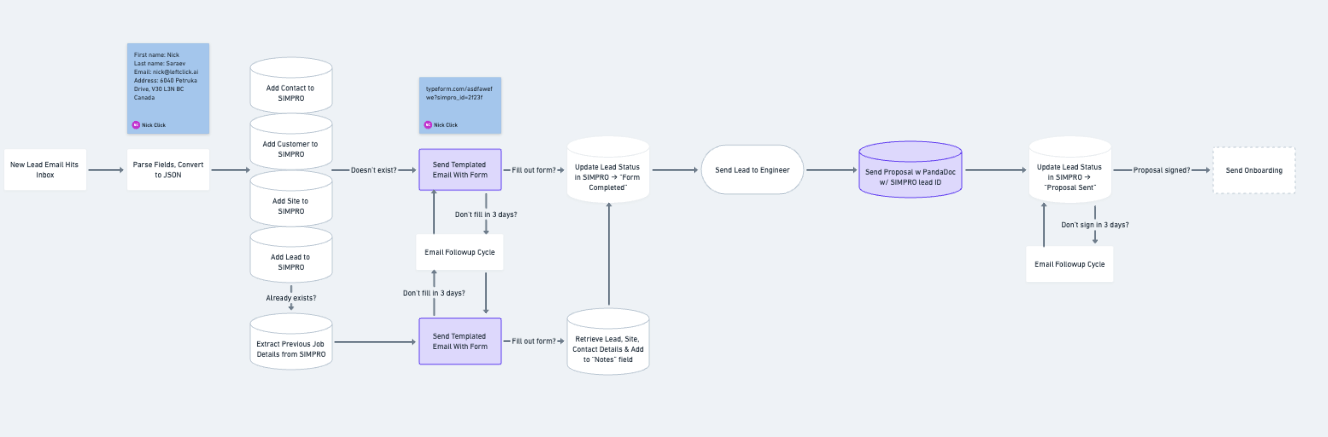 First name: Nick
Last name: Saraev
Email: nick@leftclick.ai
Address: 6040 Petruka
Drive, V30 L3N BC
Canada
Nick Click
New Lead Email Hits
Inbox
Parse Fields, Convert
to JSON
Add Contact to
SIMPRO
Add Customer to
SIMPRO
Add Site to
SIMPRO
Add Lead to
SIMPRO
Already exists?
Extract Previous Job
Details from SIMPRO
Doesn't exist?
typeform.com/asdfawef
we?simpro_id=2f23f
Nick Click
Send Templated
Email With Form
Don't fill in 3 days?
Email Followup Cycle
Don't fill in 3 days?
Send Templated
Email With Form
Fill out form?
Fill out form?
Update Lead Status
in SIMPRO → "Form
Completed"
Retrieve Lead, Site,
Contact Details & Add
to "Notes" field
Send Lead to Engineer
Send Proposal w PandaDoc
w/ SIMPRO lead ID
Update Lead Status
in SIMPRO →
"Proposal Sent"
Don't sign in 3 days?
Email Followup Cycle
Proposal signed?
Send Onboarding